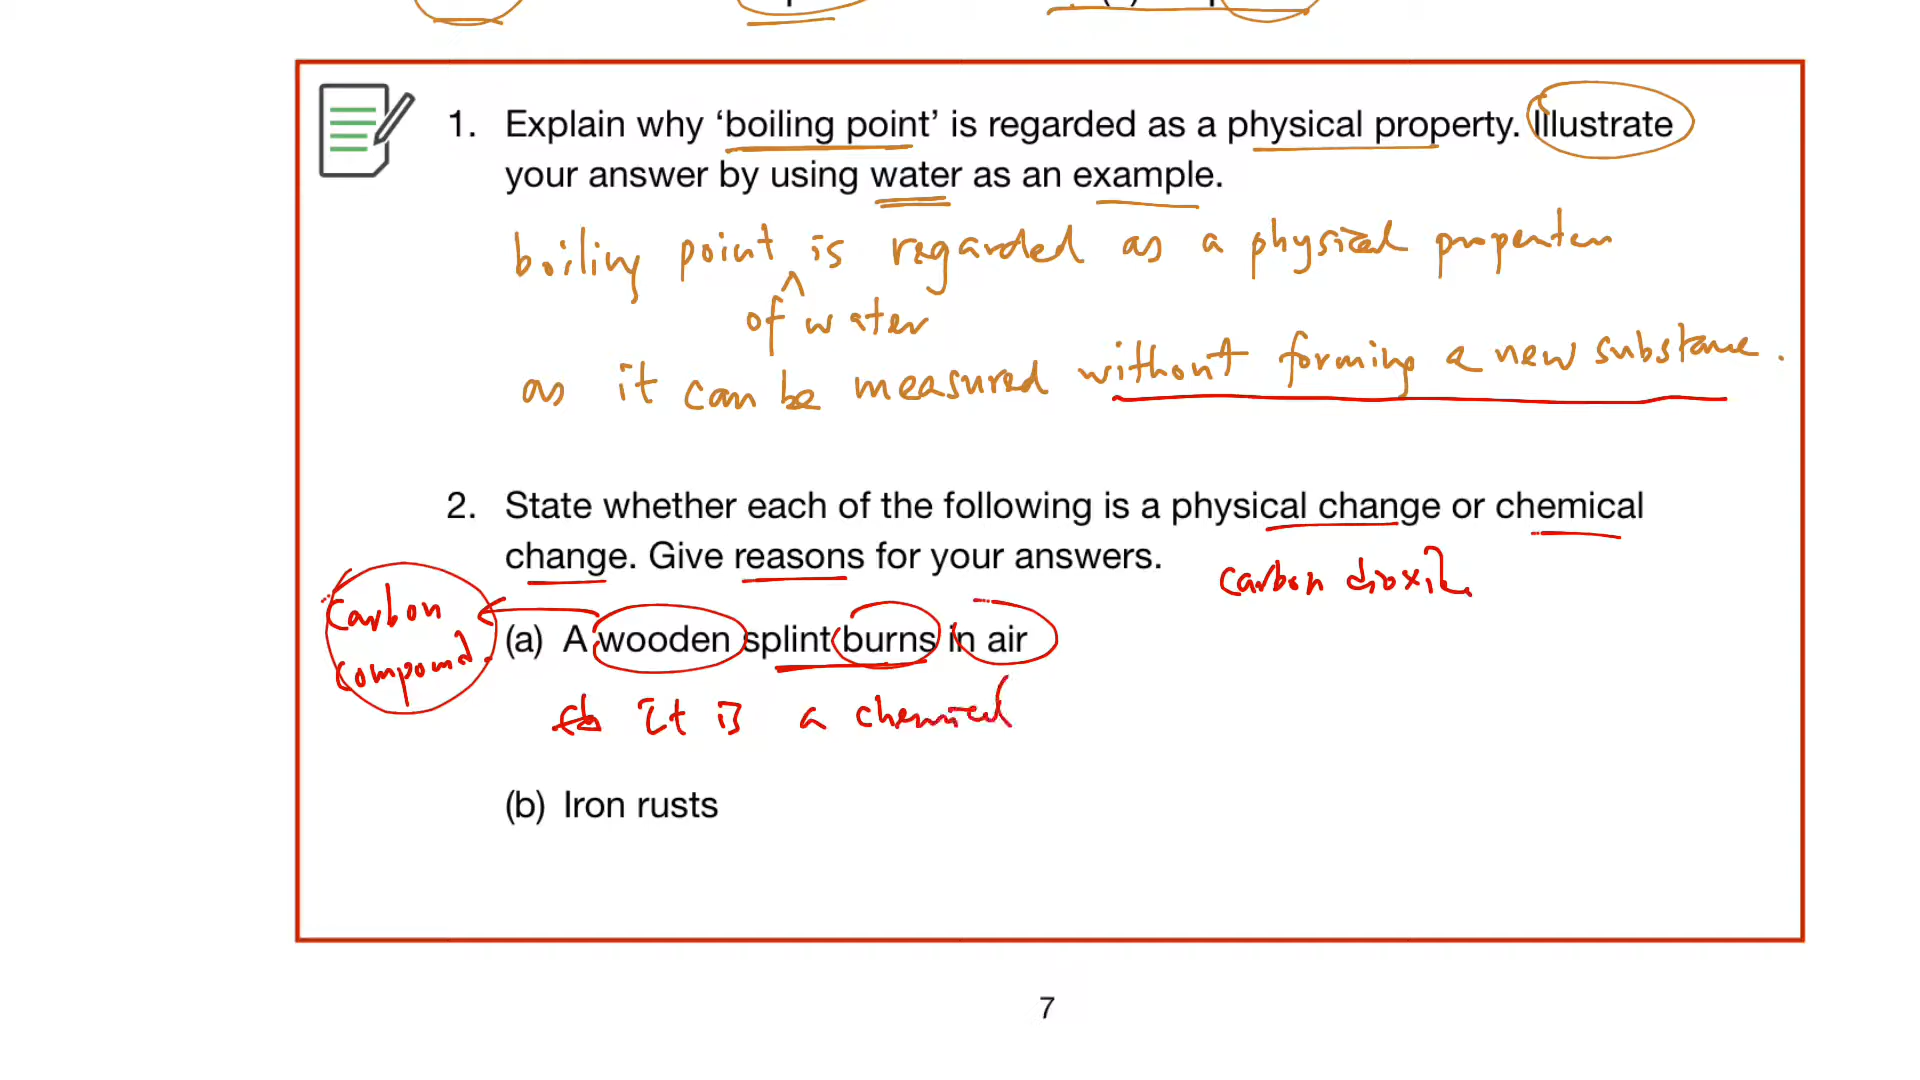 1. Explain why ‘boiling point’ is regarded as a physical property. Illustrate
your answer by using water as an example.
boiling point is regarded as a physical
of water
as it can be measured without forming a new substance.
2. State whether each of the following is a physical change or chemical
change. Give reasons for your answers.
carbon
Carbon
compound.
(a) A wooden splint burns in air
It is a chemical
(b) Iron rusts
7